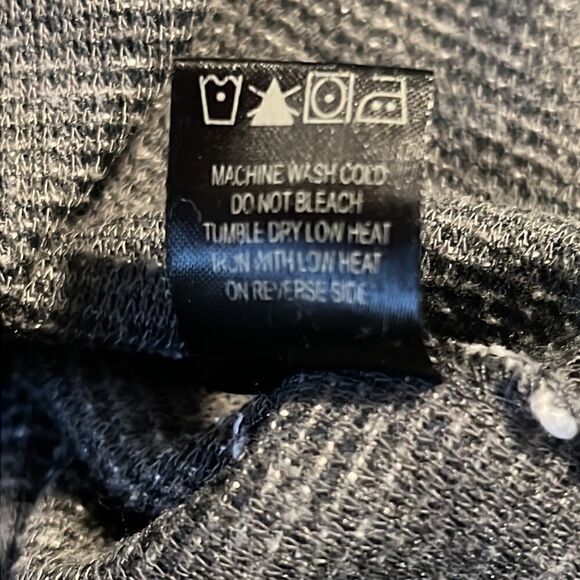 MACHINE WASH COLD
DO NOT BLEACH
TUMBLE DRY LOW HEAT
IRON WITH LOW HEAT
ON REVERSE SIDE